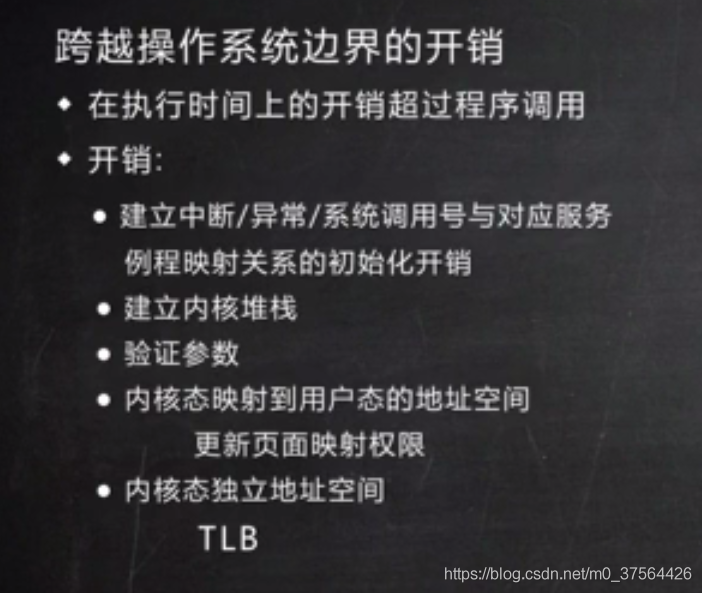 跨越操作系统边界的开销
◆ 在执行时间上的开销超过程序调用
◆ 开销:
● 建立中断/异常/系统调用号与对应服务
例程映射关系的初始化开销
● 建立内核堆栈
● 验证参数
● 内核态映射到用户态的地址空间
更新页面映射权限
● 内核态独立地址空间
TLB
https://blog.csdn.net/m0_37564426